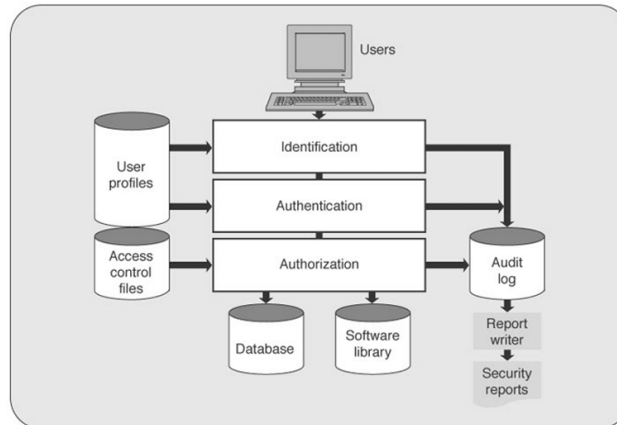 Users
Identification
User
profiles
Authentication
Access
control
files
Authorization
Audit
log
Database
Software
library
Report
writer
Security
reports